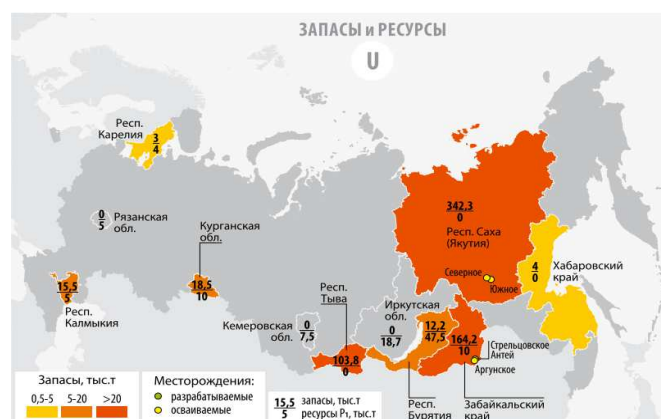 ЗАПАСЫ и РЕСУРСЫ
U
Респ.
Карелия
3
4
0
5
Рязанская
обл.
Курганская
обл.
18,5
10
15,5
5
Респ.
Калмыкия
Кемеровская
обл.
0
7,5
Респ.
Тыва
103,8
0
Иркутская
обл.
0
18,7
12,2
47,5
Респ.
Бурятия
342,3
0
Респ. Саха
(Якутия)
Северное
Южное
4
0
Хабаровский
край
164,2
10
Стрельцовское
Антей
Аргунское
Забайкальский
край
Запасы, тыс.т
0,5-5 5-20 >20
Месторождения:
разрабатываемые
осваиваемые
15,5 запасы, тыс.т
5 ресурсы P₁, тыс.т